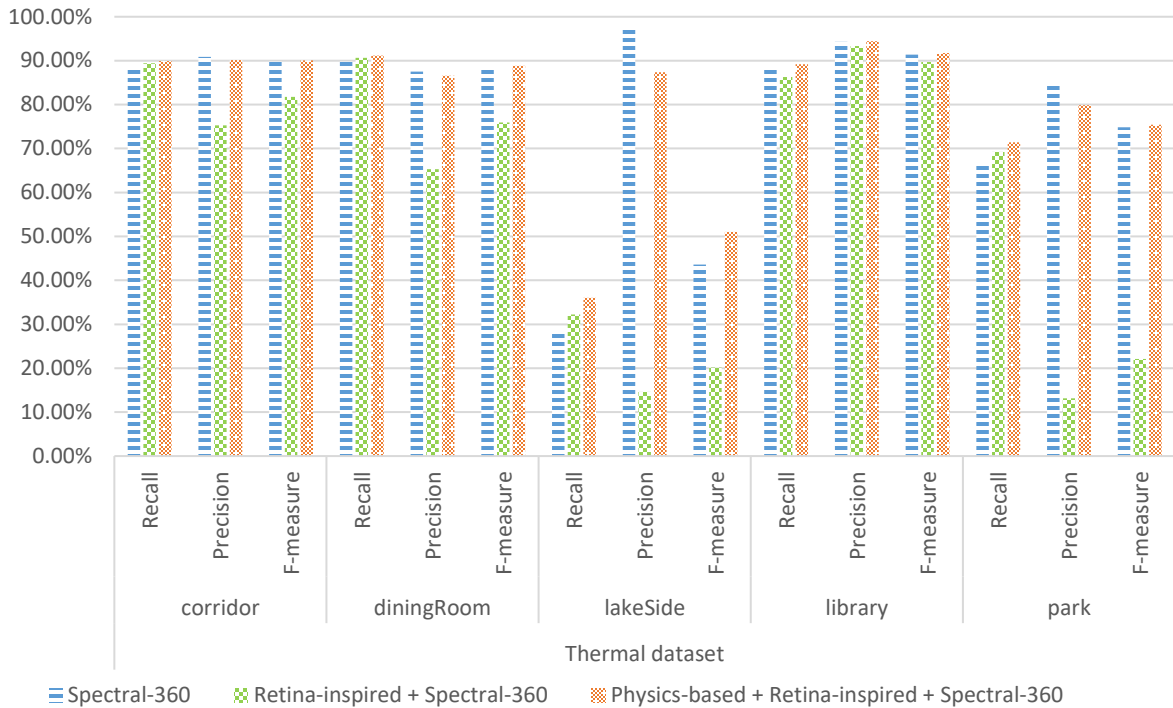 100.00%
90.00%
80.00%
70.00%
60.00%
50.00%
40.00%
30.00%
20.00%
10.00%
0.00%
Recall Precision F-measure Recall Precision F-measure Recall Precision F-measure Recall Precision F-measure Recall Precision F-measure
corridor diningRoom lakeSide library park
Thermal dataset
Spectral-360 Retina-inspired + Spectral-360 Physics-based + Retina-inspired + Spectral-360